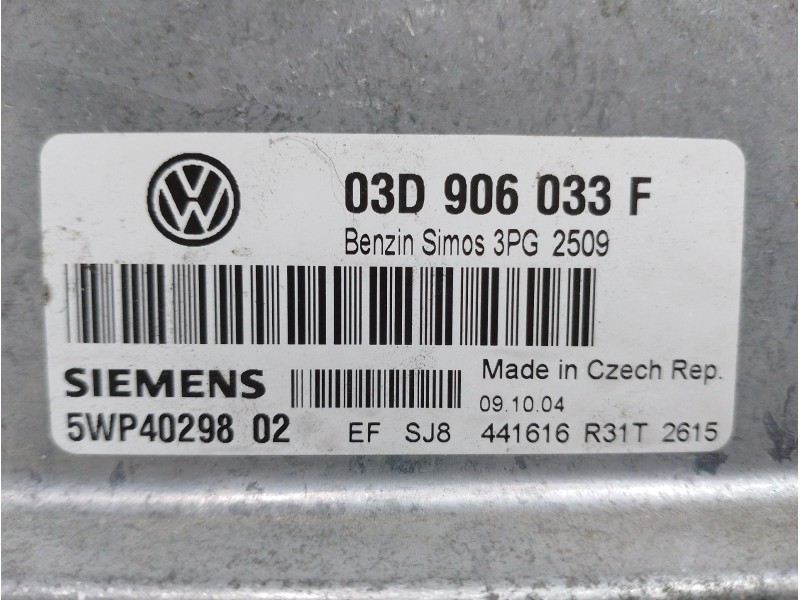 03D 906 033 F
Benzin Simos 3PG 2509
SIEMENS
Made in Czech Rep.
09.10.04
5WP40298 02 EF SJ8 441616 R31T 2615